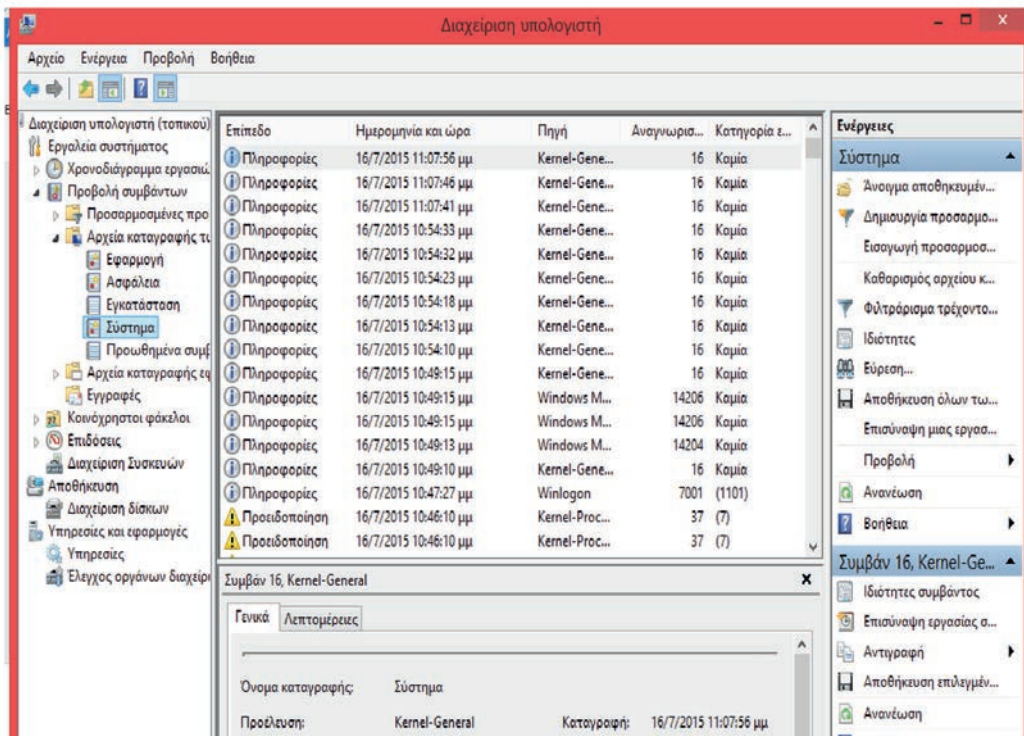 Διαχείριση υπολογιστή
Αρχείο Ενέργεια Προβολή Βοήθεια
Διαχείριση υπολογιστή (τοπικού)
Εργαλεία συστήματος
Χρονοδιάγραμμα εργασιώ
Προβολή συμβάντων
Προσαρμοσμένες προ
Αρχεία καταγραφής τω
Εφαρμογή
Ασφάλεια
Εγκατάσταση
Σύστημα
Προωθημένα συμβ
Αρχεία καταγραφής εφ
Εγγραφές
Κοινόχρηστοι φάκελοι
Επιδόσεις
Διαχείριση Συσκευών
Αποθήκευση
Διαχείριση δίσκων
Υπηρεσίες και εφαρμογές
Υπηρεσίες
Έλεγχος οργάνων διαχείρι
Επίπεδο Ημερομηνία και ώρα Πηγή Αναγνωρισ... Κατηγορία ε...
Πληροφορίες 16/7/2015 11:07:56 μμ Kernel-Gene... 16 Καμία
Πληροφορίες 16/7/2015 11:07:46 μμ Kernel-Gene... 16 Καμία
Πληροφορίες 16/7/2015 11:07:41 μμ Kernel-Gene... 16 Καμία
Πληροφορίες 16/7/2015 10:54:33 μμ Kernel-Gene... 16 Καμία
Πληροφορίες 16/7/2015 10:54:32 μμ Kernel-Gene... 16 Καμία
Πληροφορίες 16/7/2015 10:54:23 μμ Kernel-Gene... 16 Καμία
Πληροφορίες 16/7/2015 10:54:18 μμ Kernel-Gene... 16 Καμία
Πληροφορίες 16/7/2015 10:54:13 μμ Kernel-Gene... 16 Καμία
Πληροφορίες 16/7/2015 10:54:10 μμ Kernel-Gene... 16 Καμία
Πληροφορίες 16/7/2015 10:49:15 μμ Kernel-Gene... 16 Καμία
Πληροφορίες 16/7/2015 10:49:15 μμ Windows M... 14206 Καμία
Πληροφορίες 16/7/2015 10:49:15 μμ Windows M... 14206 Καμία
Πληροφορίες 16/7/2015 10:49:13 μμ Windows M... 14204 Καμία
Πληροφορίες 16/7/2015 10:49:10 μμ Kernel-Gene... 16 Καμία
Πληροφορίες 16/7/2015 10:47:27 μμ Winlogon 7001 (1101)
Προειδοποίηση 16/7/2015 10:46:10 μμ Kernel-Proc... 37 (7)
Προειδοποίηση 16/7/2015 10:46:10 μμ Kernel-Proc... 37 (7)
Συμβάν 16, Kernel-General
Γενικά Λεπτομέρειες
Όνομα καταγραφής: Σύστημα
Προέλευση: Kernel-General Καταγραφή: 16/7/2015 11:07:56 μμ
Ενέργειες
Σύστημα
Άνοιγμα αποθηκευμέν...
Δημιουργία προσαρμο...
Εισαγωγή προσαρμοσ...
Καθαρισμός αρχείου κ...
Φιλτράρισμα τρέχοντο...
Ιδιότητες
Εύρεση...
Αποθήκευση όλων τω...
Επισύναψη μιας εργασ...
Προβολή
Ανανέωση
Βοήθεια
Συμβάν 16, Kernel-Ge...
Ιδιότητες συμβάντος
Επισύναψη εργασίας σ...
Αντιγραφή
Αποθήκευση επιλεγμέν...
Ανανέωση